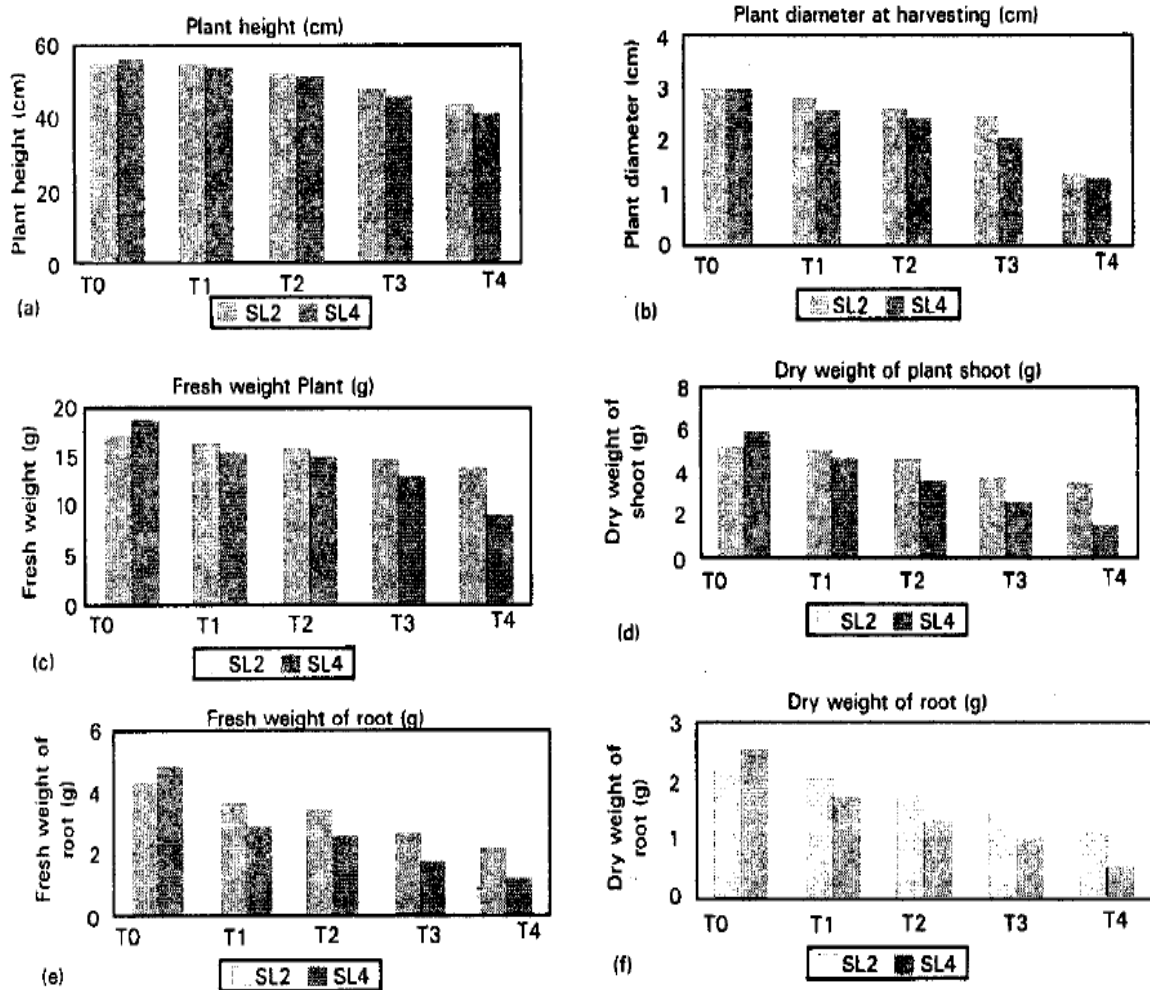 Plant height (cm)
Plant height (cm)
60
40
20
0
T0 T1 T2 T3 T4
(a)
SL2 SL4
Plant diameter at harvesting (cm)
Plant diameter (cm)
4
3
2
1
0
T0 T1 T2 T3 T4
(b)
SL2 SL4
Fresh weight Plant (g)
Fresh weight (g)
20
15
10
5
0
T0 T1 T2 T3 T4
(c)
SL2 SL4
Dry weight of plant shoot (g)
Dry weight of
shoot (g)
8
6
4
2
0
T0 T1 T2 T3 T4
(d)
SL2 SL4
Fresh weight of root (g)
Fresh weight of
root (g)
6
4
2
0
T0 T1 T2 T3 T4
(e)
SL2 SL4
Dry weight of root (g)
Dry weight of
root (g)
3
2
1
0
T0 T1 T2 T3 T4
(f)
SL2 SL4